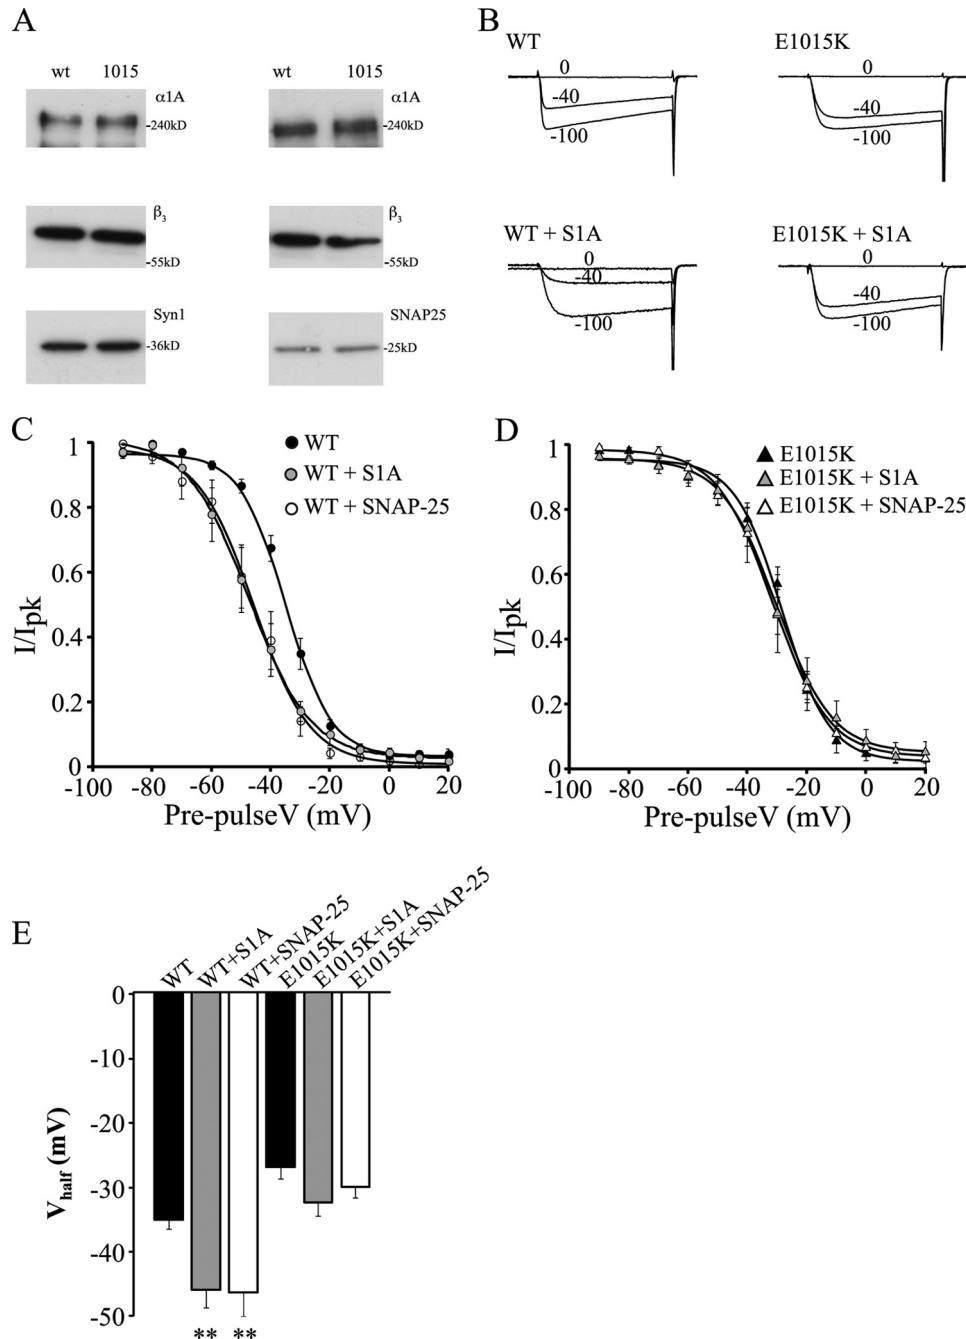 A
wt 1015
α1A
-240kD
β3
-55kD
Syn1
-36kD
wt 1015
α1A
-240kD
β3
-55kD
SNAP25
-25kD
B
WT
0
-40
-100
E1015K
0
-40
-100
WT + S1A
0
-40
-100
E1015K + S1A
0
-40
-100
C
WT
WT + S1A
WT + SNAP-25
1
0.8
0.6
0.4
0.2
0
I/Ipk
-100 -80 -60 -40 -20 0 20
Pre-pulseV (mV)
D
E1015K
E1015K + S1A
E1015K + SNAP-25
1
0.8
0.6
0.4
0.2
0
I/Ipk
-100 -80 -60 -40 -20 0 20
Pre-pulseV (mV)
E
WT
WT+S1A
WT+SNAP-25
E1015K
E1015K+S1A
E1015K+SNAP-25
0
-10
-20
-30
-40
-50
Vhalf (mV)
** **